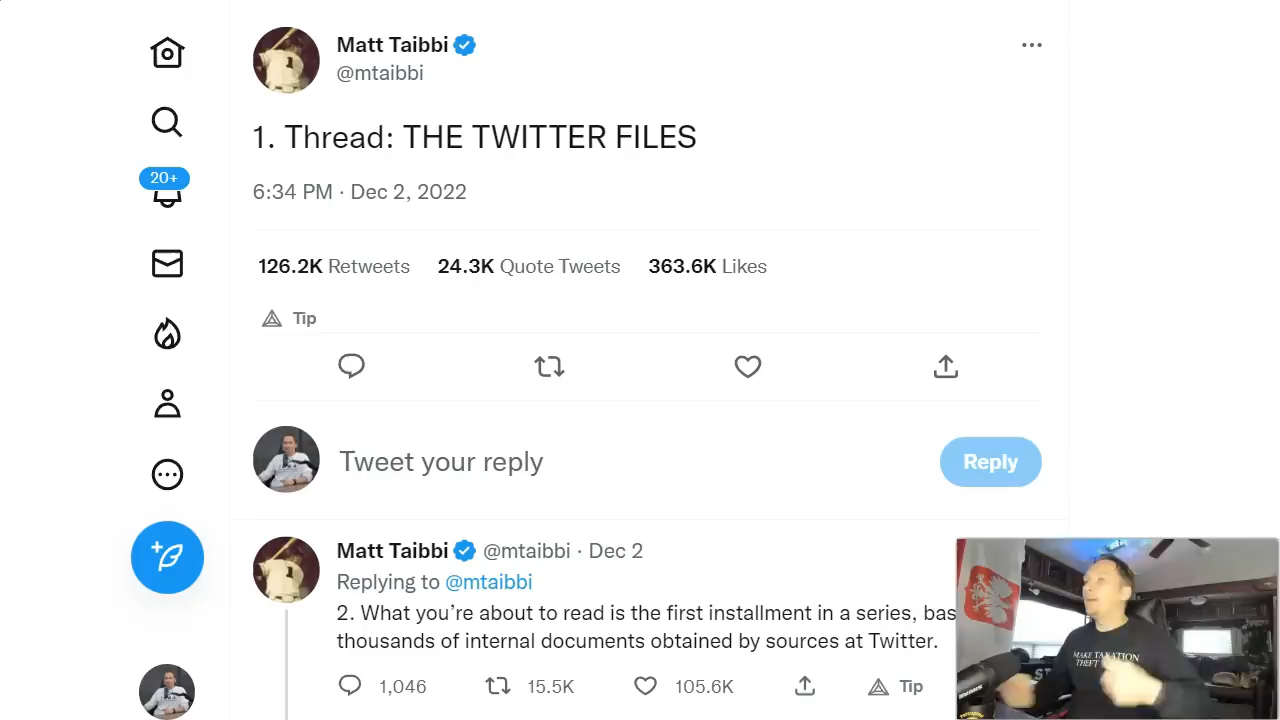 Matt Taibbi
@mtaibbi
1. Thread: THE TWITTER FILES
6:34 PM · Dec 2, 2022
20+
126.2K Retweets 24.3K Quote Tweets 363.6K Likes
Tip
Tweet your reply
Reply
Matt Taibbi @mtaibbi · Dec 2
Replying to @mtaibbi
2. What you’re about to read is the first installment in a series, bas
thousands of internal documents obtained by sources at Twitter.
1,046 15.5K 105.6K Tip
MAKE TAXATION
THEFT